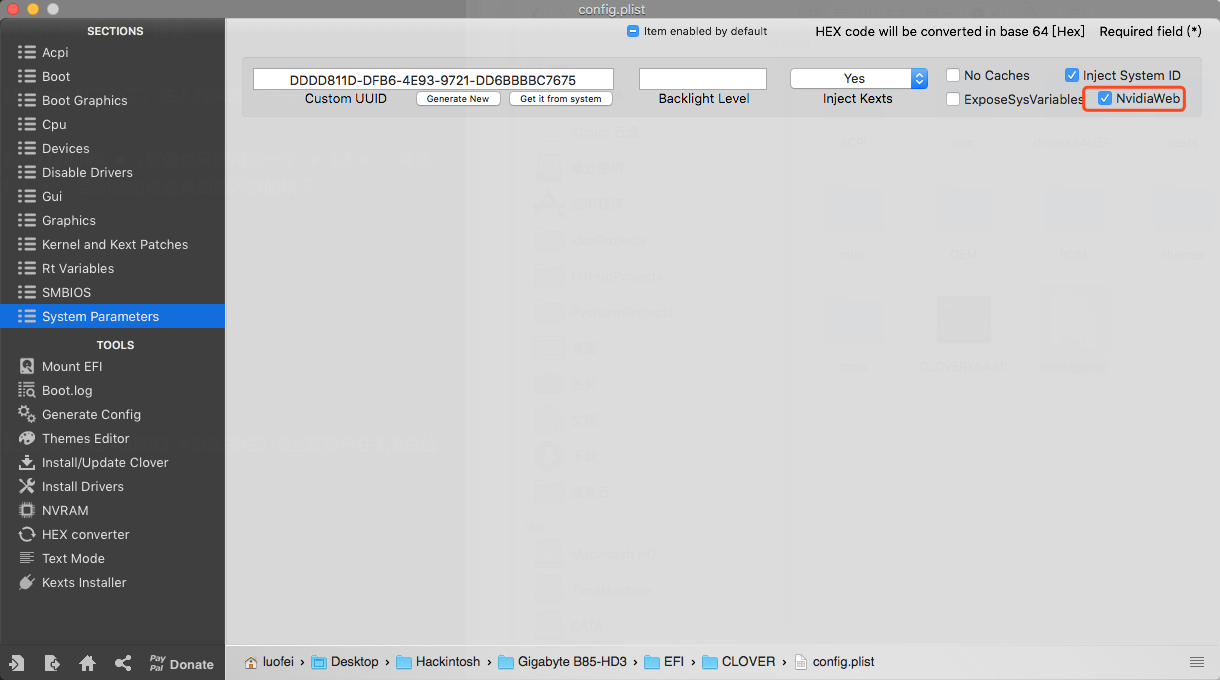 config.plist
SECTIONS
Acpi
Boot
Boot Graphics
Cpu
Devices
Disable Drivers
Gui
Graphics
Kernel and Kext Patches
Rt Variables
SMBIOS
System Parameters
TOOLS
Mount EFI
Boot.log
Generate Config
Themes Editor
Install/Update Clover
Install Drivers
NVRAM
HEX converter
Text Mode
Kexts Installer
Pay Pal Donate
Item enabled by default
HEX code will be converted in base 64 [Hex]
Required field (*)
DDDD811D-DFB6-4E93-9721-DD6BBBBC7675
Custom UUID
Generate New
Get it from system
Backlight Level
Yes
Inject Kexts
No Caches
Inject System ID
ExposeSysVariables
NvidiaWeb
luofei › Desktop › Hackintosh › Gigabyte B85-HD3 › EFI › CLOVER › config.plist